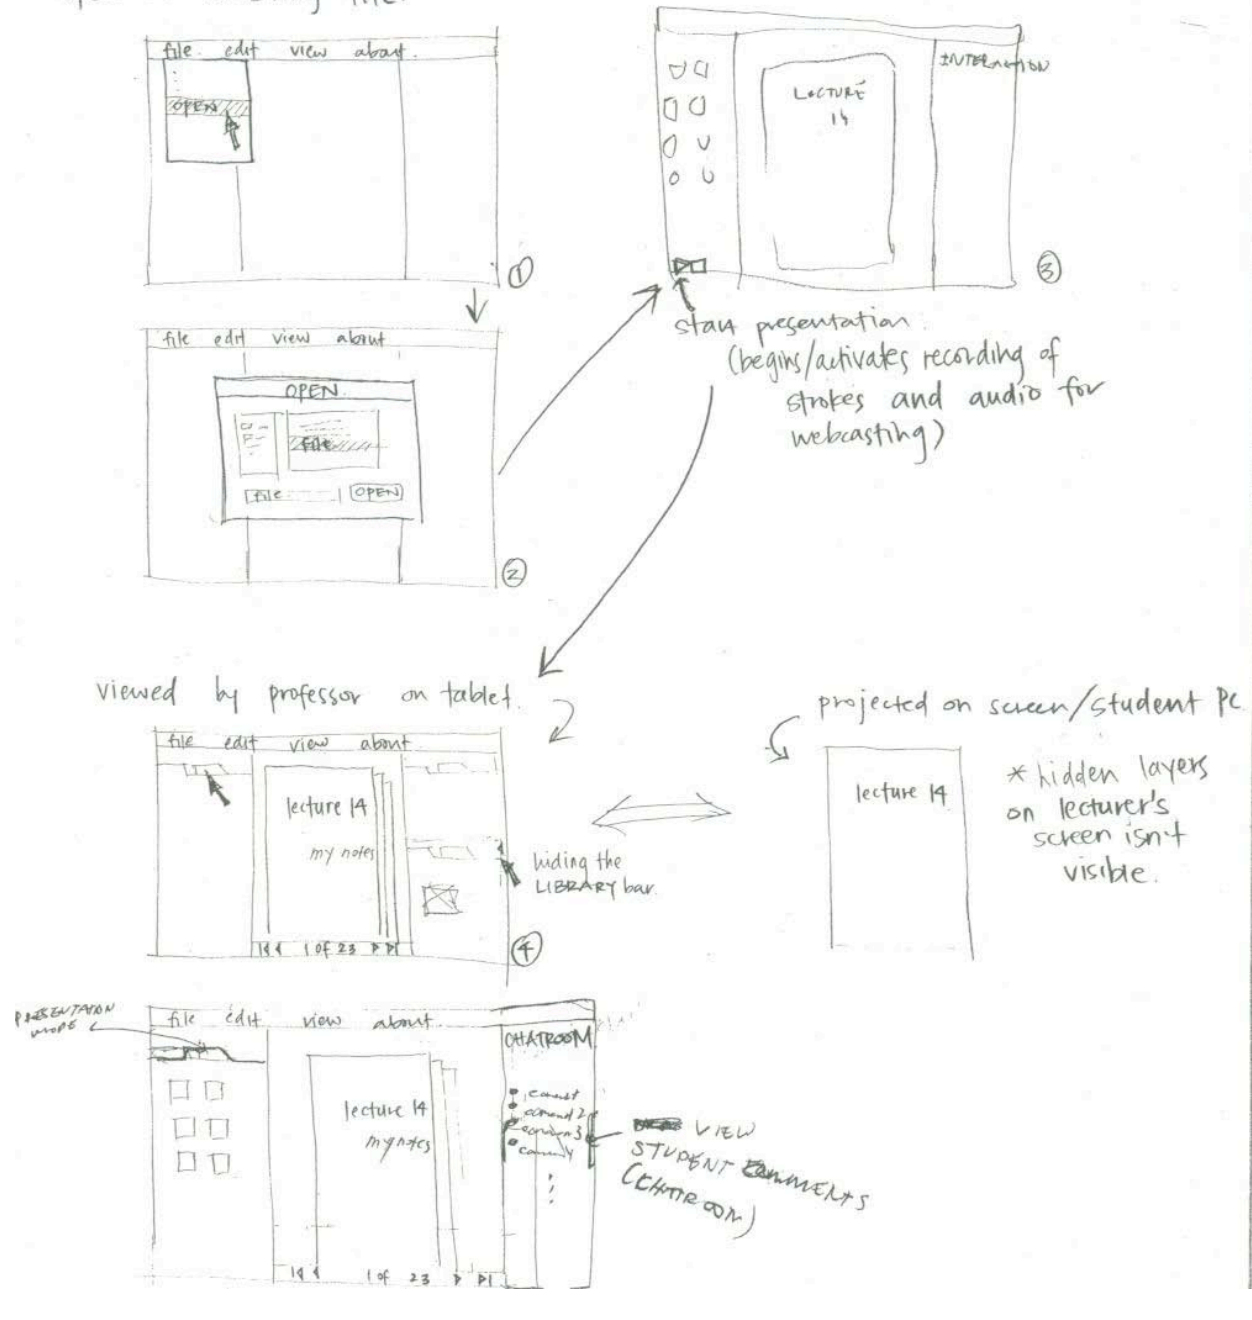 file edit view about.
OPEN
①
file edit view about
OPEN
file
file OPEN
②
INTERACTION
LECTURE
14
③
start presentation.
(begins/activates recording of
strokes and audio for
webcasting)
viewed by professor on tablet.
file edit view about
lecture 14
my notes
1 of 23
④
hiding the
LIBRARY bar.
projected on screen/student PC.
lecture 14
* hidden layers
on lecturer's
screen isn't
visible.
PRESENTATION
MODE
file edit view about
CHATROOM
lecture 14
my notes
1 of 23
VIEW
STUDENT COMMENTS
(CHATROOM)